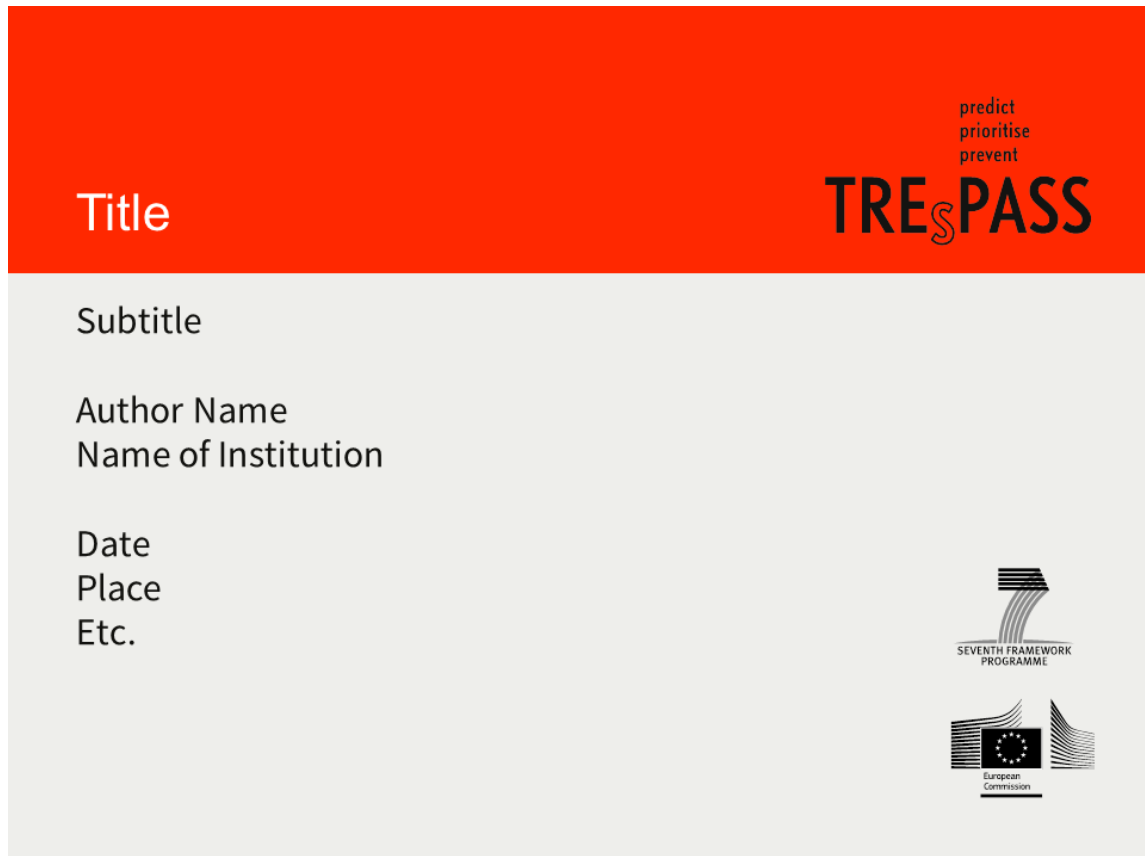 predict
prioritise
prevent
TREsPASS
Title
Subtitle
Author Name
Name of Institution
Date
Place
Etc.
SEVENTH FRAMEWORK
PROGRAMME
European
Commission